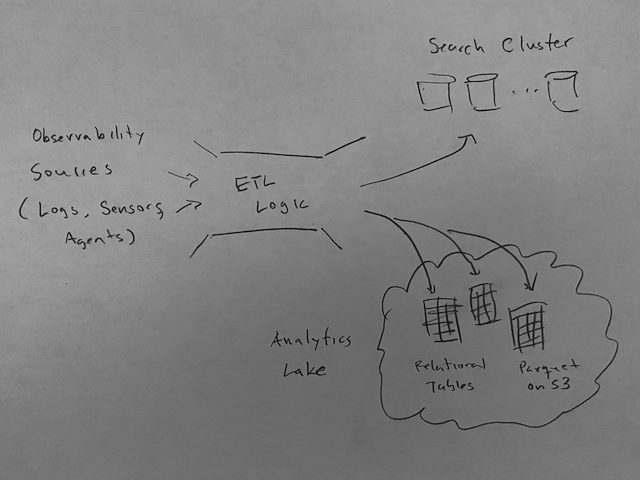 Search Cluster
Observability
Sources
(Logs, Sensors,
Agents)
ETL
Logic
Analytics
Lake
Relational
Tables
Parquet
on S3